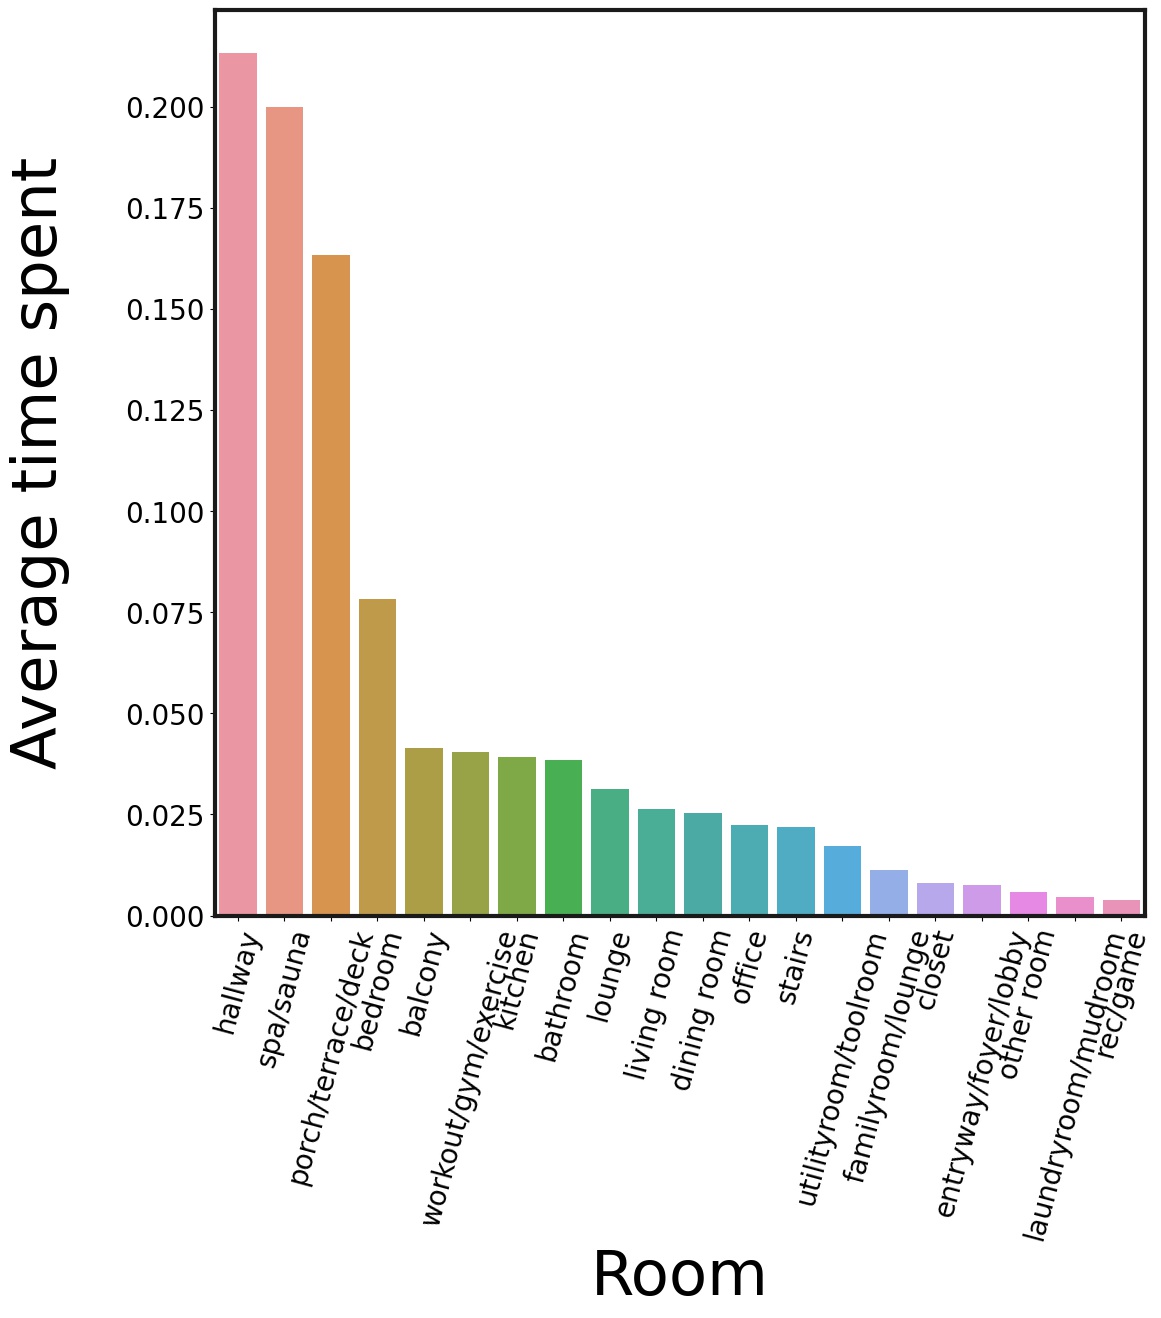 Average time spent
0.200
0.175
0.150
0.125
0.100
0.075
0.050
0.025
0.000
hallway
spa/sauna
porch/terrace/deck
bedroom
balcony
workout/gym/exercise
kitchen
bathroom
lounge
living room
dining room
office
stairs
utilityroom/toolroom
familyroom/lounge
closet
entryway/foyer/lobby
other room
laundryroom/mudroom
rec/game
Room